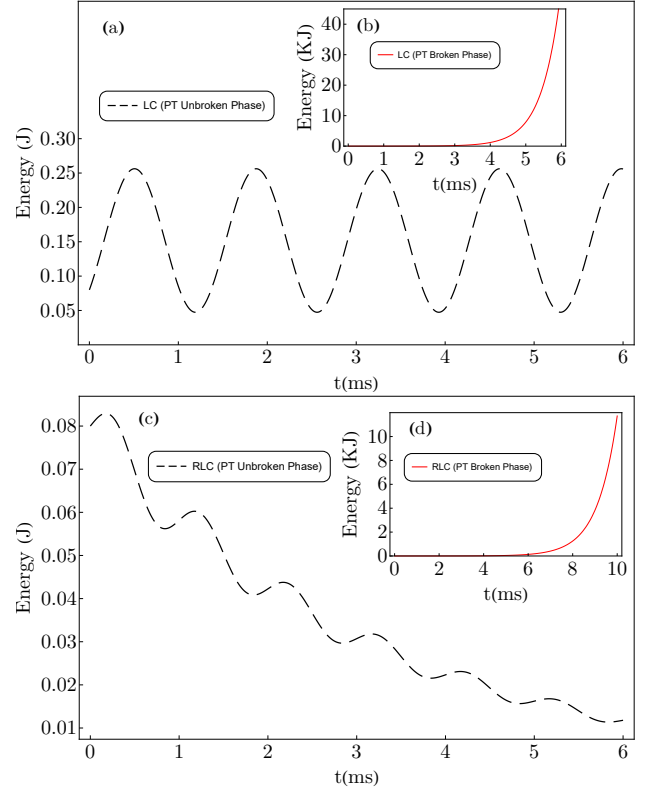 (a)
LC (PT Unbroken Phase)
Energy (J)
0.30
0.25
0.20
0.15
0.10
0.05
0 1 2 3 4 5 6
t(ms)
(b)
LC (PT Broken Phase)
Energy (KJ)
40
30
20
10
0
0 1 2 3 4 5 6
t(ms)
(c)
RLC (PT Unbroken Phase)
Energy (J)
0.08
0.07
0.06
0.05
0.04
0.03
0.02
0.01
0 1 2 3 4 5 6
t(ms)
(d)
RLC (PT Broken Phase)
Energy (KJ)
10
8
6
4
2
0
0 2 4 6 8 10
t(ms)